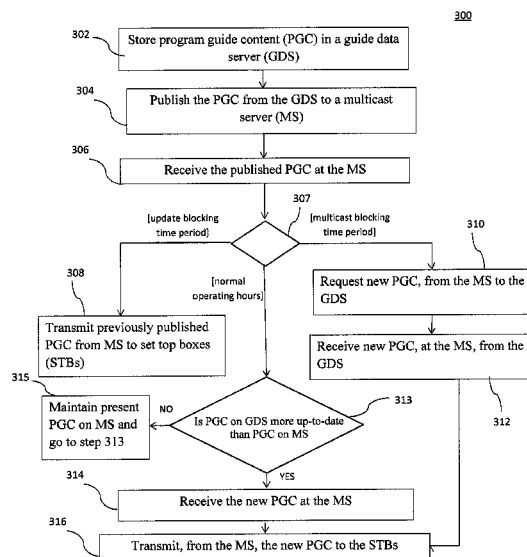 300
302
Store program guide content (PGC) in a guide data
server (GDS)
304
Publish the PGC from the GDS to a multicast
server (MS)
306
Receive the published PGC at the MS
307
[update blocking
time period]
[multicast blocking
time period]
310
[normal
operating hours]
Request new PGC, from the MS to the
GDS
308
Transmit previously published
PGC from MS to set top boxes
(STBs)
Receive new PGC, at the MS, from the
GDS
312
315
Maintain present
PGC on MS and
go to step 313
NO
Is PGC on GDS more up-to-date
than PGC on MS
313
YES
314
Receive the new PGC at the MS
316
Transmit, from the MS, the new PGC to the STBs